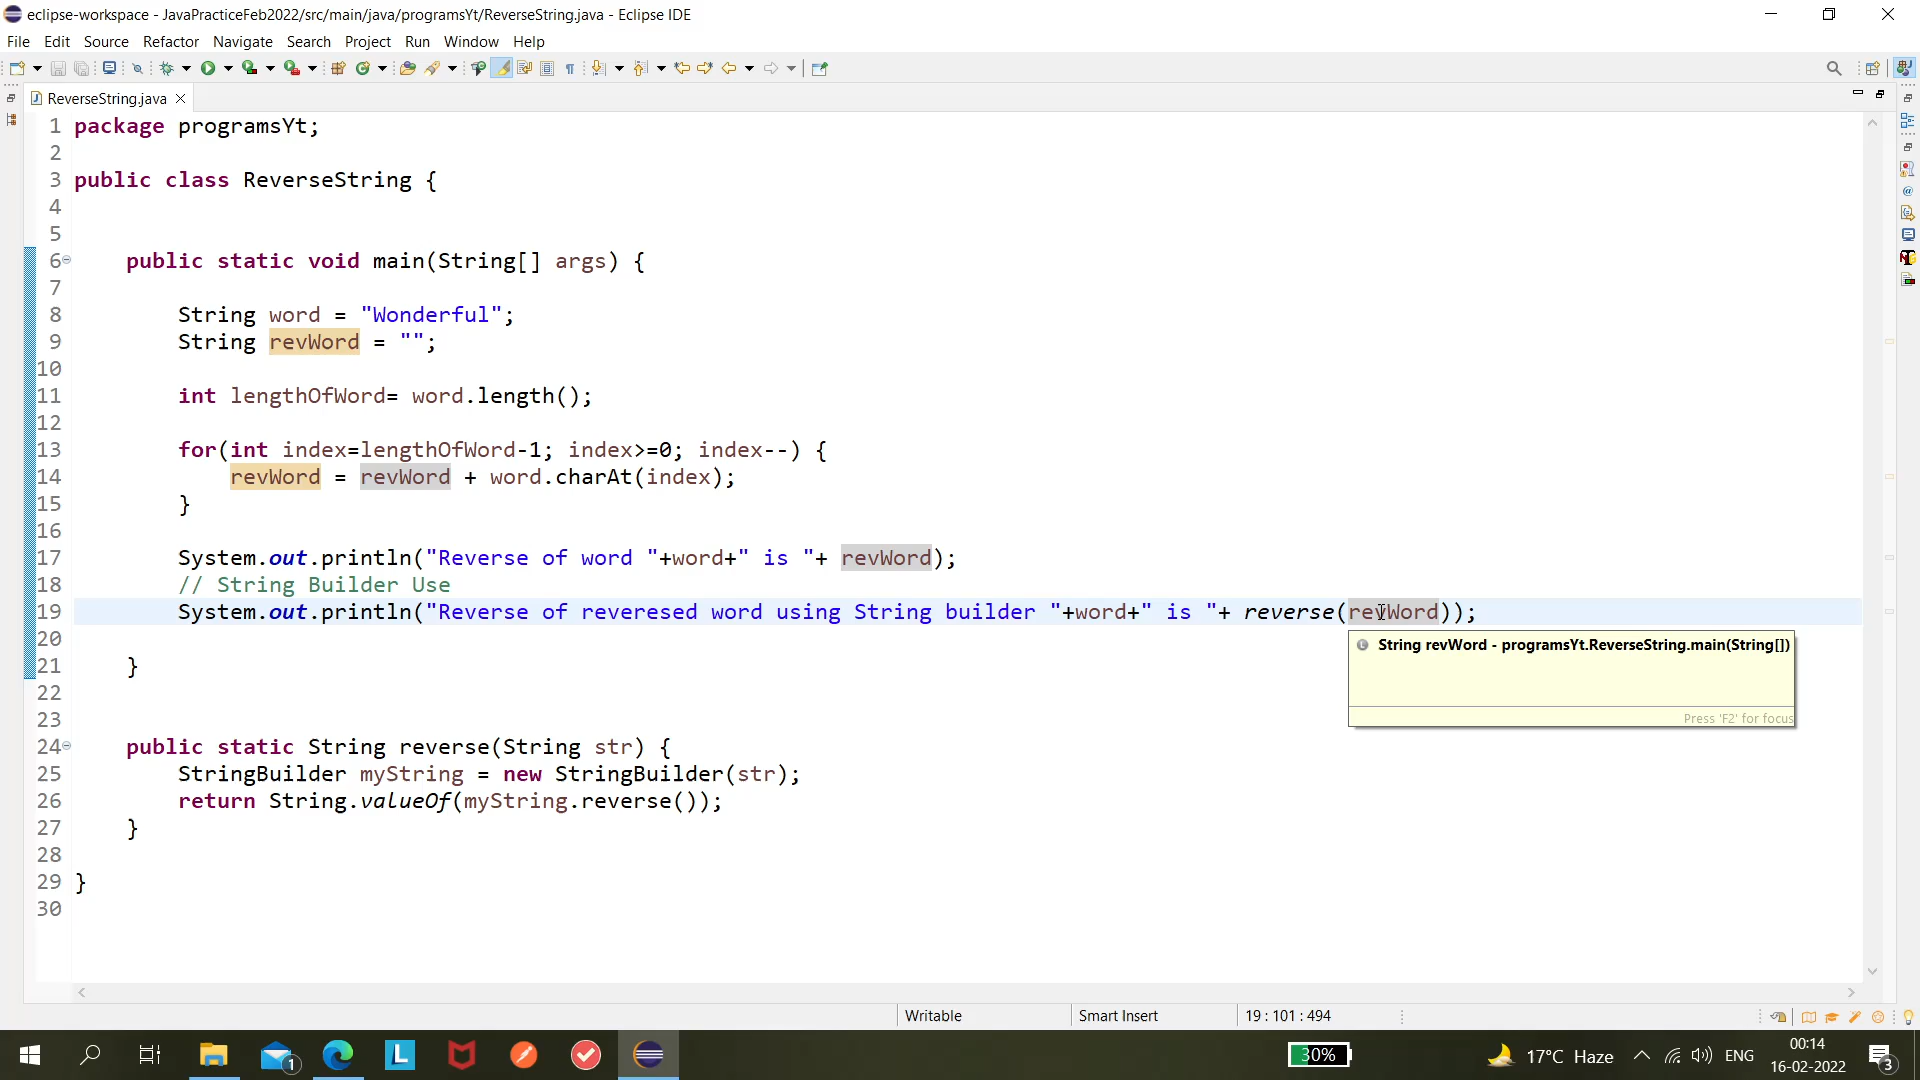 eclipse-workspace - JavaPracticeFeb2022/src/main/java/programsYt/ReverseString.java - Eclipse IDE
File Edit Source Refactor Navigate Search Project Run Window Help
ReverseString.java
1 package programsYt;
2
3 public class ReverseString {
4
5
6 public static void main(String[] args) {
7
8 String word = "Wonderful";
9 String revWord = "";
10
11 int lengthOfWord= word.length();
12
13 for(int index=lengthOfWord-1; index>=0; index--) {
14 revWord = revWord + word.charAt(index);
15 }
16
17 System.out.println("Reverse of word "+word+" is "+ revWord);
18 // String Builder Use
19 System.out.println("Reverse of reveresed word using String builder "+word+" is "+ reverse(revWord));
20
String revWord - programsYt.ReverseString.main(String[])
21 }
22
Press 'F2' for focus
23
24 public static String reverse(String str) {
25 StringBuilder myString = new StringBuilder(str);
26 return String.valueOf(myString.reverse());
27 }
28
29 }
30
Writable Smart Insert 19 : 101 : 494
1 L 30% 17°C Haze ENG 00:14
16-02-2022 3